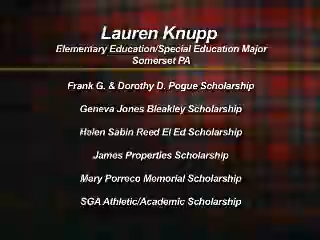 Lauren Knupp
Elementary Education/Special Education Major
Somerset PA
Frank G. & Dorothy D. Pogue Scholarship
Geneva Jones Bleakley Scholarship
Helen Sabin Reed El Ed Scholarship
James Properties Scholarship
Mary Porreco Memorial Scholarship
SGA Athletic/Academic Scholarship